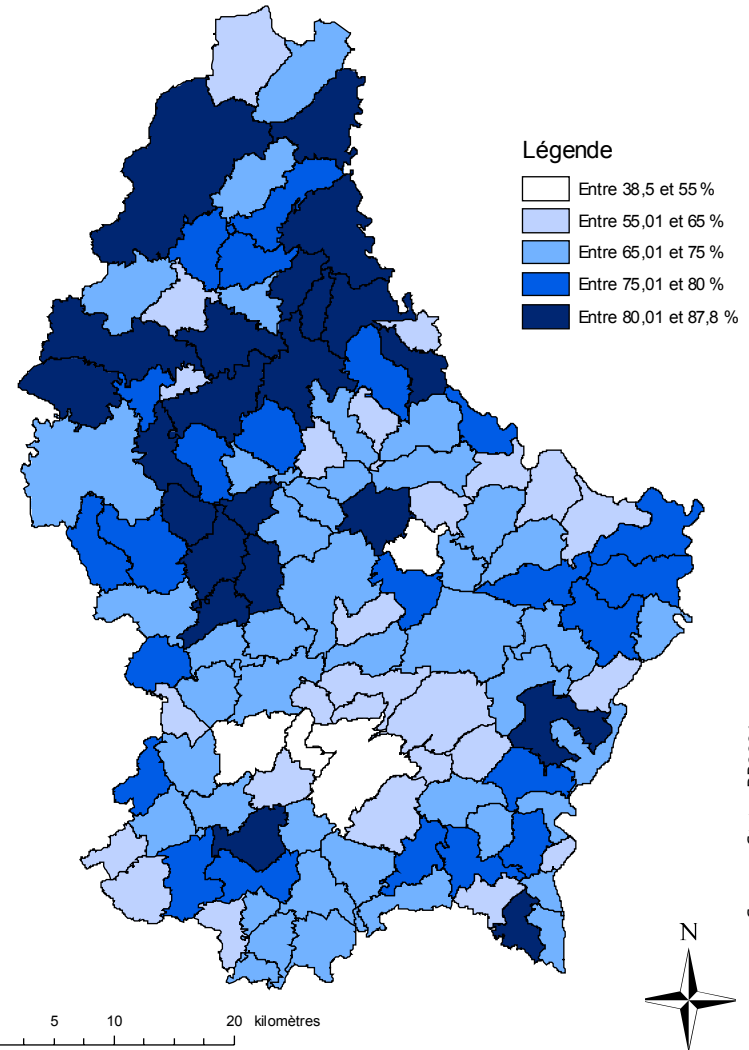 Légende
Entre 38,5 et 55 %
Entre 55,01 et 65 %
Entre 65,01 et 75 %
Entre 75,01 et 80 %
Entre 80,01 et 87,8 %
N
5 10 20 kilomètres